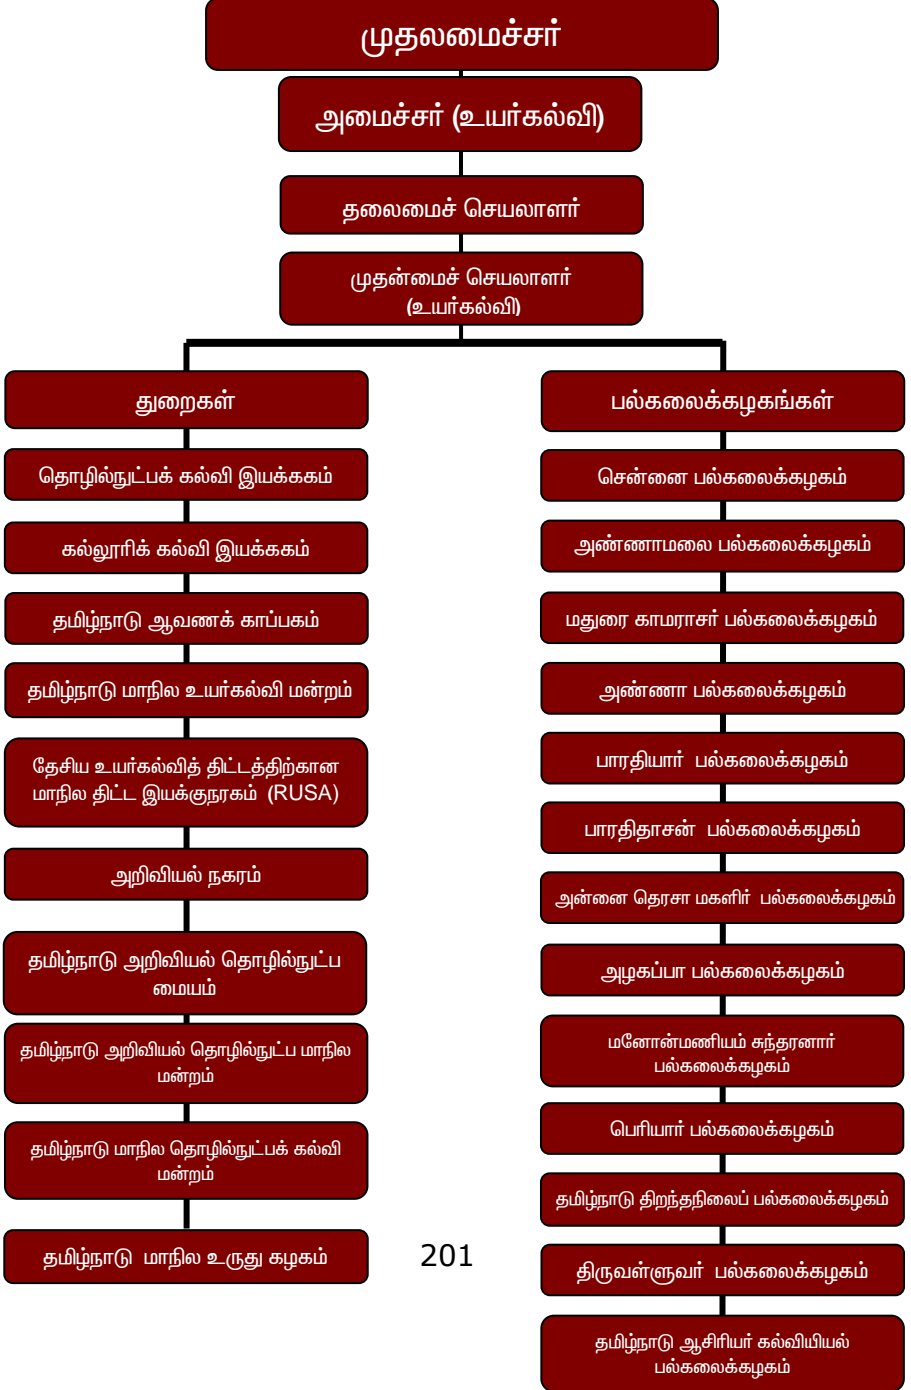 முதலமைச்சர்
அமைச்சர் (உயர்கல்வி)
தலைமைச் செயலாளர்
முதன்மைச் செயலாளர்
(உயர்கல்வி)
துறைகள்
தொழில்நுட்பக் கல்வி இயக்ககம்
கல்லூரிக் கல்வி இயக்ககம்
தமிழ்நாடு ஆவணக் காப்பகம்
தமிழ்நாடு மாநில உயர்கல்வி மன்றம்
தேசிய உயர்கல்வித் திட்டத்திற்கான
மாநில திட்ட இயக்குநரகம் (RUSA)
அறிவியல் நகரம்
தமிழ்நாடு அறிவியல் தொழில்நுட்ப
மையம்
தமிழ்நாடு அறிவியல் தொழில்நுட்ப மாநில
மன்றம்
தமிழ்நாடு மாநில தொழில்நுட்பக் கல்வி
மன்றம்
தமிழ்நாடு மாநில உருது கழகம்
பல்கலைக்கழகங்கள்
சென்னை பல்கலைக்கழகம்
அண்ணாமலை பல்கலைக்கழகம்
மதுரை காமராசர் பல்கலைக்கழகம்
அண்ணா பல்கலைக்கழகம்
பாரதியார் பல்கலைக்கழகம்
பாரதிதாசன் பல்கலைக்கழகம்
அன்னை தெரசா மகளிர் பல்கலைக்கழகம்
அழகப்பா பல்கலைக்கழகம்
மனோன்மணியம் சுந்தரனார்
பல்கலைக்கழகம்
பெரியார் பல்கலைக்கழகம்
தமிழ்நாடு திறந்தநிலைப் பல்கலைக்கழகம்
திருவள்ளுவர் பல்கலைக்கழகம்
தமிழ்நாடு ஆசிரியர் கல்வியியல்
பல்கலைக்கழகம்
201